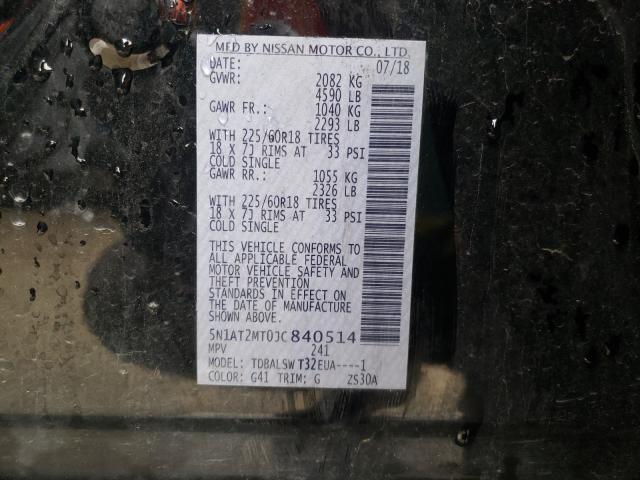 MFD BY NISSAN MOTOR CO., LTD.
DATE: 07/18
GVWR: 2082 KG
4590 LB
GAWR FR.: 1040 KG
2293 LB
WITH 225/60R18 TIRES
18 X 7J RIMS AT 33 PSI
COLD SINGLE
GAWR RR.: 1055 KG
2326 LB
WITH 225/60R18 TIRES
18 X 7J RIMS AT 33 PSI
COLD SINGLE
THIS VEHICLE CONFORMS TO
ALL APPLICABLE FEDERAL
MOTOR VEHICLE SAFETY AND
THEFT PREVENTION
STANDARDS IN EFFECT ON
THE DATE OF MANUFACTURE
SHOWN ABOVE.
5N1AT2MT0JC840514
MPV 241
MODEL: TDBALSW T32EUA----1
COLOR: G41 TRIM: G ZS30A